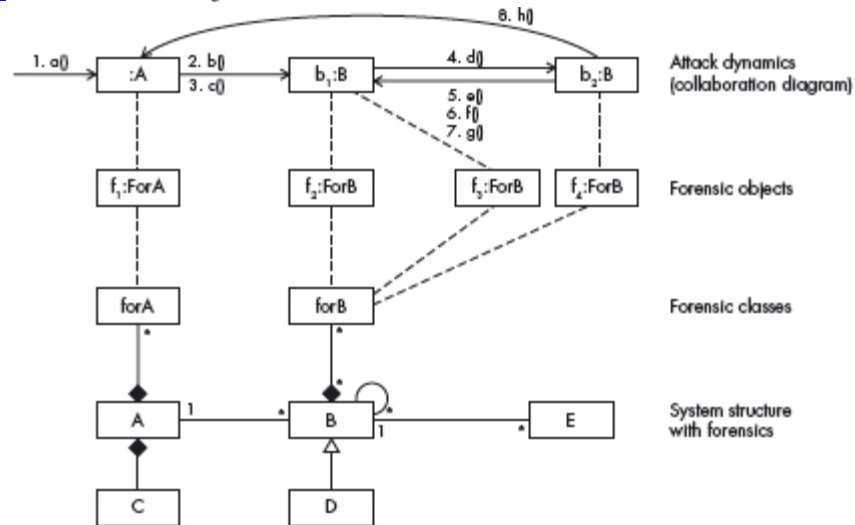 8. h()
1. a()
:A
2. b()
3. c()
b₁:B
4. d()
5. e()
6. f()
7. g()
b₂:B
Attack dynamics
(collaboration diagram)
f₁:ForA
f₂:ForB
f₃:ForB
f₄:ForB
Forensic objects
forA
forB
Forensic classes
*
*
*
A
1
*
B
*
1
*
E
System structure
with forensics
C
D